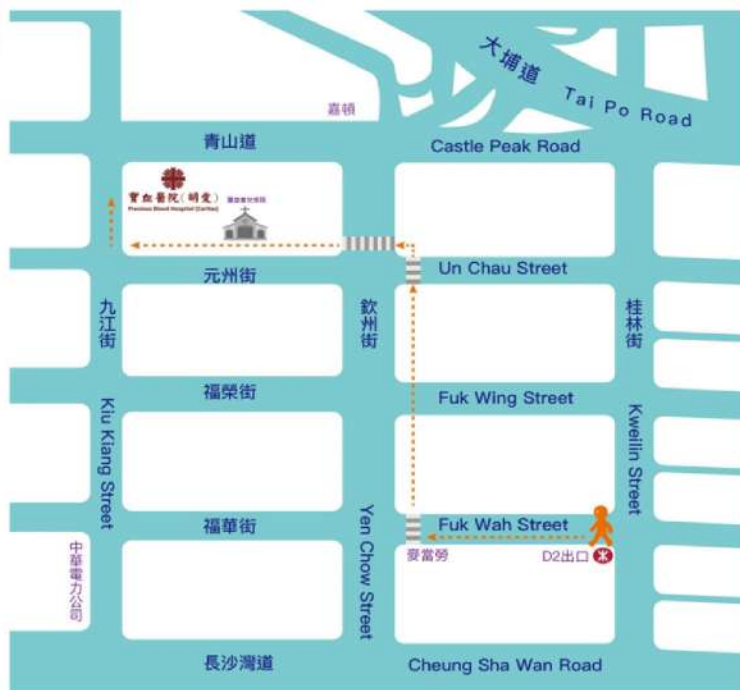 大埔道 Tai Po Road
嘉頓
青山道
Castle Peak Road
寶血醫院(明愛)
Precious Blood Hospital (Caritas)
元州街
Un Chau Street
九江街
欽州街
桂林街
福榮街
Fuk Wing Street
Kiu Kiang Street
Kweilin Street
Yen Chow Street
福華街
Fuk Wah Street
中華電力公司
麥當勞
D2出口
長沙灣道
Cheung Sha Wan Road